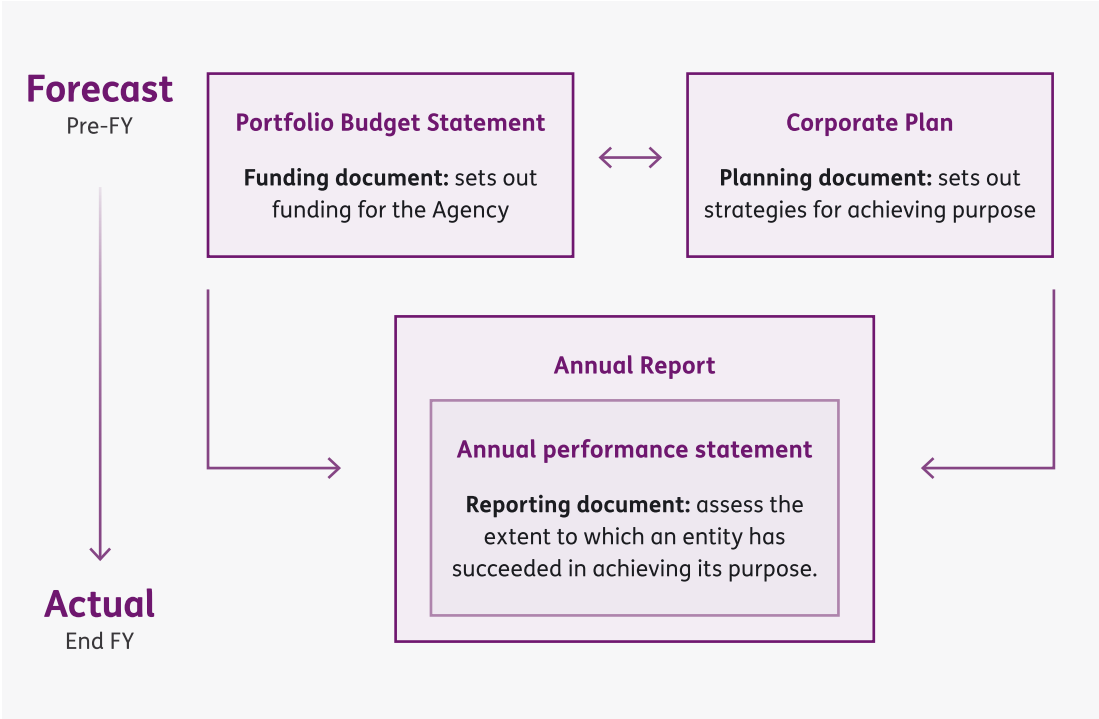 Forecast
Pre-FY
Portfolio Budget Statement
Funding document: sets out
funding for the Agency
Corporate Plan
Planning document: sets out
strategies for achieving purpose
Annual Report
Annual performance statement
Reporting document: assess the
extent to which an entity has
succeeded in achieving its purpose.
Actual
End FY